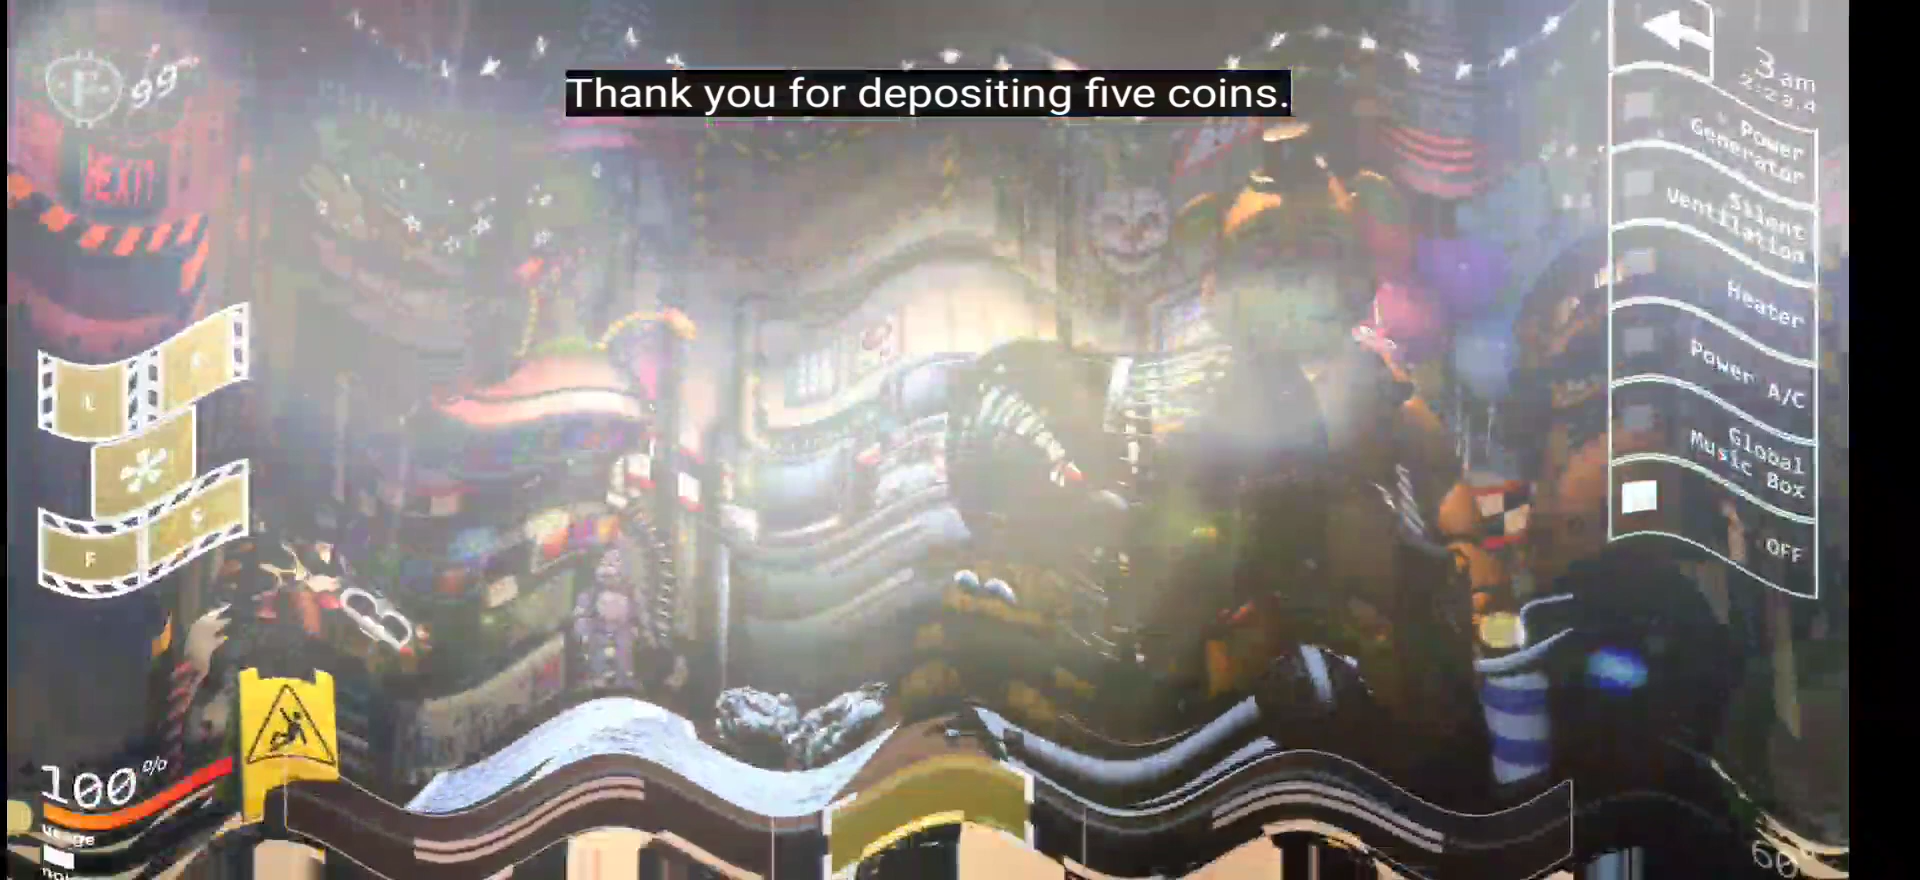 Thank you for depositing five coins.
99
3 am
2:29.4
EXIT
Power
Generator
Silent
Ventilation
Heater
Power A/C
Global
Music Box
OFF
L
F
100%
usage
60°